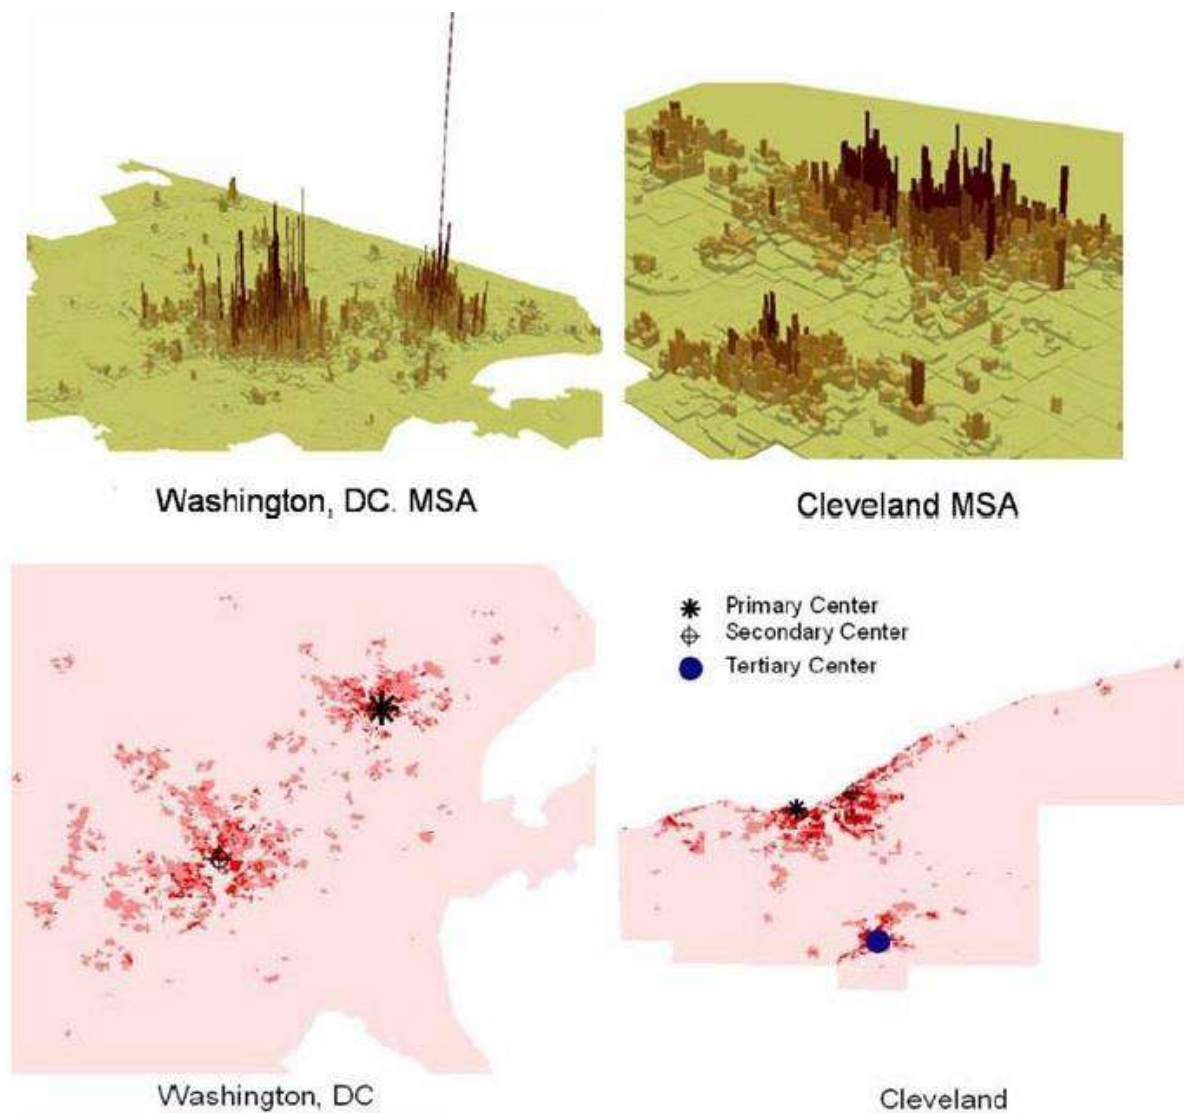 Washington, DC. MSA
Cleveland MSA
Primary Center
Secondary Center
Tertiary Center
Washington, DC
Cleveland